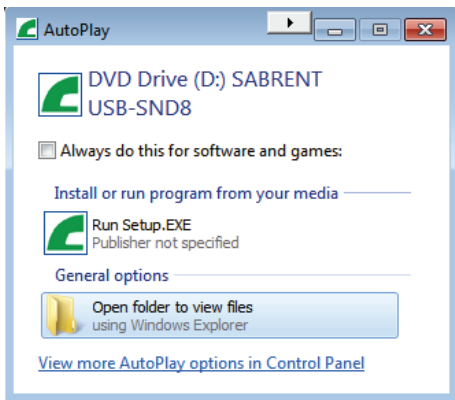 AutoPlay
DVD Drive (D:) SABRENT
USB-SND8
Always do this for software and games:
Install or run program from your media
Run Setup.EXE
Publisher not specified
General options
Open folder to view files
using Windows Explorer
View more AutoPlay options in Control Panel